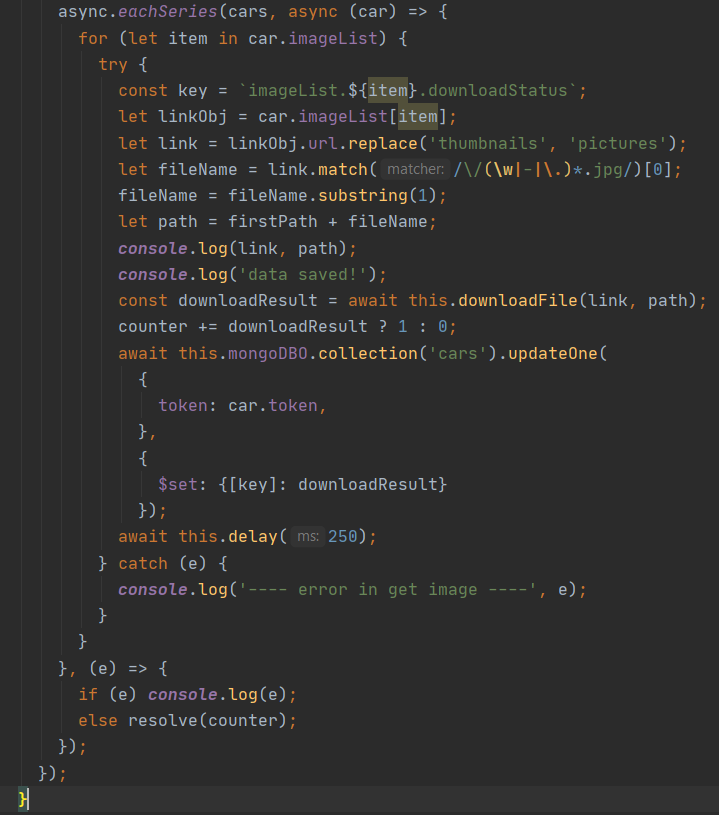 async.eachSeries(cars, async (car) => {
for (let item in car.imageList) {
try {
const key = `imageList.${item}.downloadStatus`;
let linkObj = car.imageList[item];
let link = linkObj.url.replace('thumbnails', 'pictures');
let fileName = link.match( matcher: /\/(\w|-|\.)*.jpg/)[0];
fileName = fileName.substring(1);
let path = firstPath + fileName;
console.log(link, path);
console.log('data saved!');
const downloadResult = await this.downloadFile(link, path);
counter += downloadResult ? 1 : 0;
await this.mongoDBO.collection('cars').updateOne(
{
token: car.token,
},
{
$set: {[key]: downloadResult}
});
await this.delay( ms: 250);
} catch (e) {
console.log('---- error in get image ----', e);
}
}
}, (e) => {
if (e) console.log(e);
else resolve(counter);
});
});
}